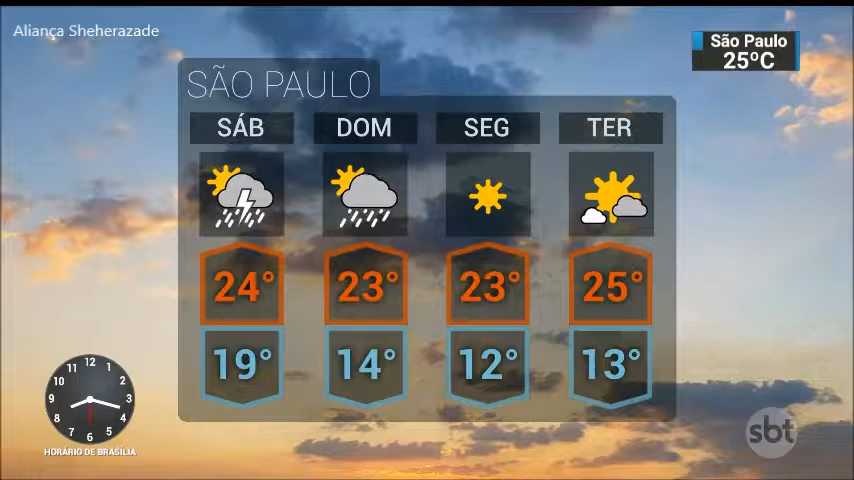 Aliança Sheherazade
São Paulo
25°C
SÃO PAULO
SÁB DOM SEG TER
24° 23° 23° 25°
19° 14° 12° 13°
12
11 1
10 2
9 3
8 4
7 5
6
HORÁRIO DE BRASÍLIA
sbt